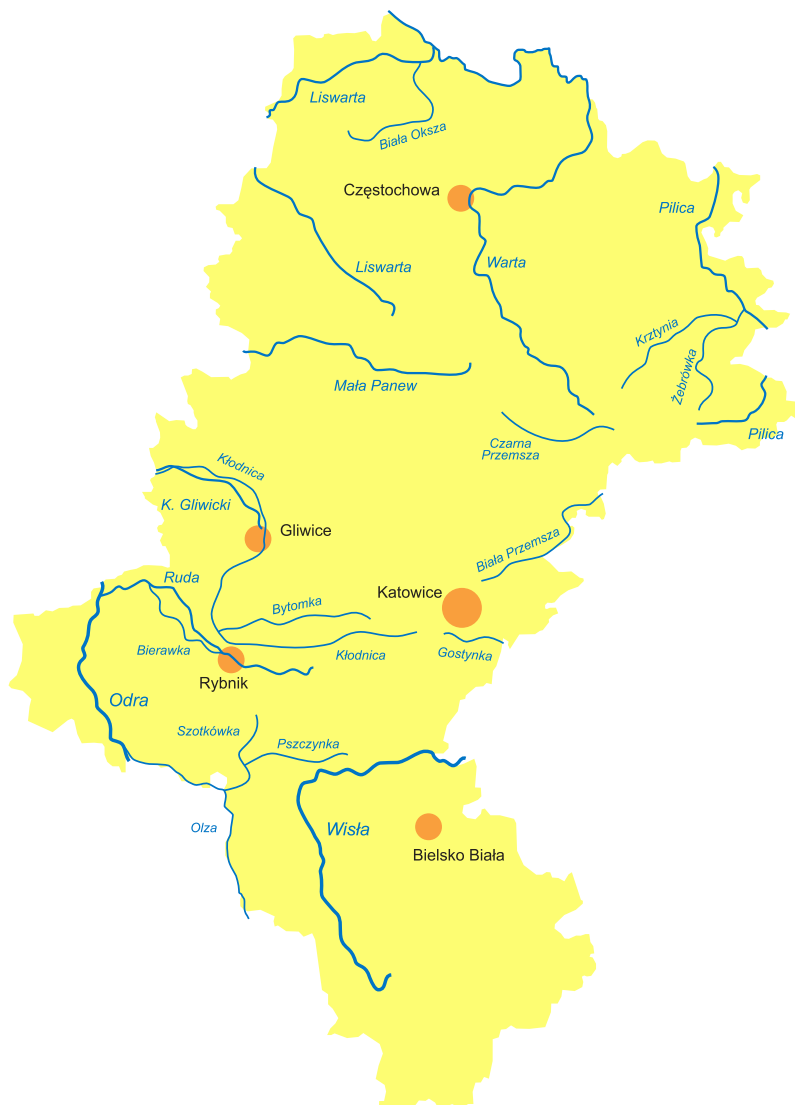 Liswarta
Biała Oksza
Częstochowa
Pilica
Liswarta
Warta
Krztynia
Żebrówka
Mała Panew
Pilica
Czarna
Przemsza
Kłodnica
K. Gliwicki
Gliwice
Biała Przemsza
Ruda
Katowice
Bytomka
Bierawka
Kłodnica
Gostynka
Rybnik
Odra
Szotkówka
Pszczynka
Olza
Wisła
Bielsko Biała